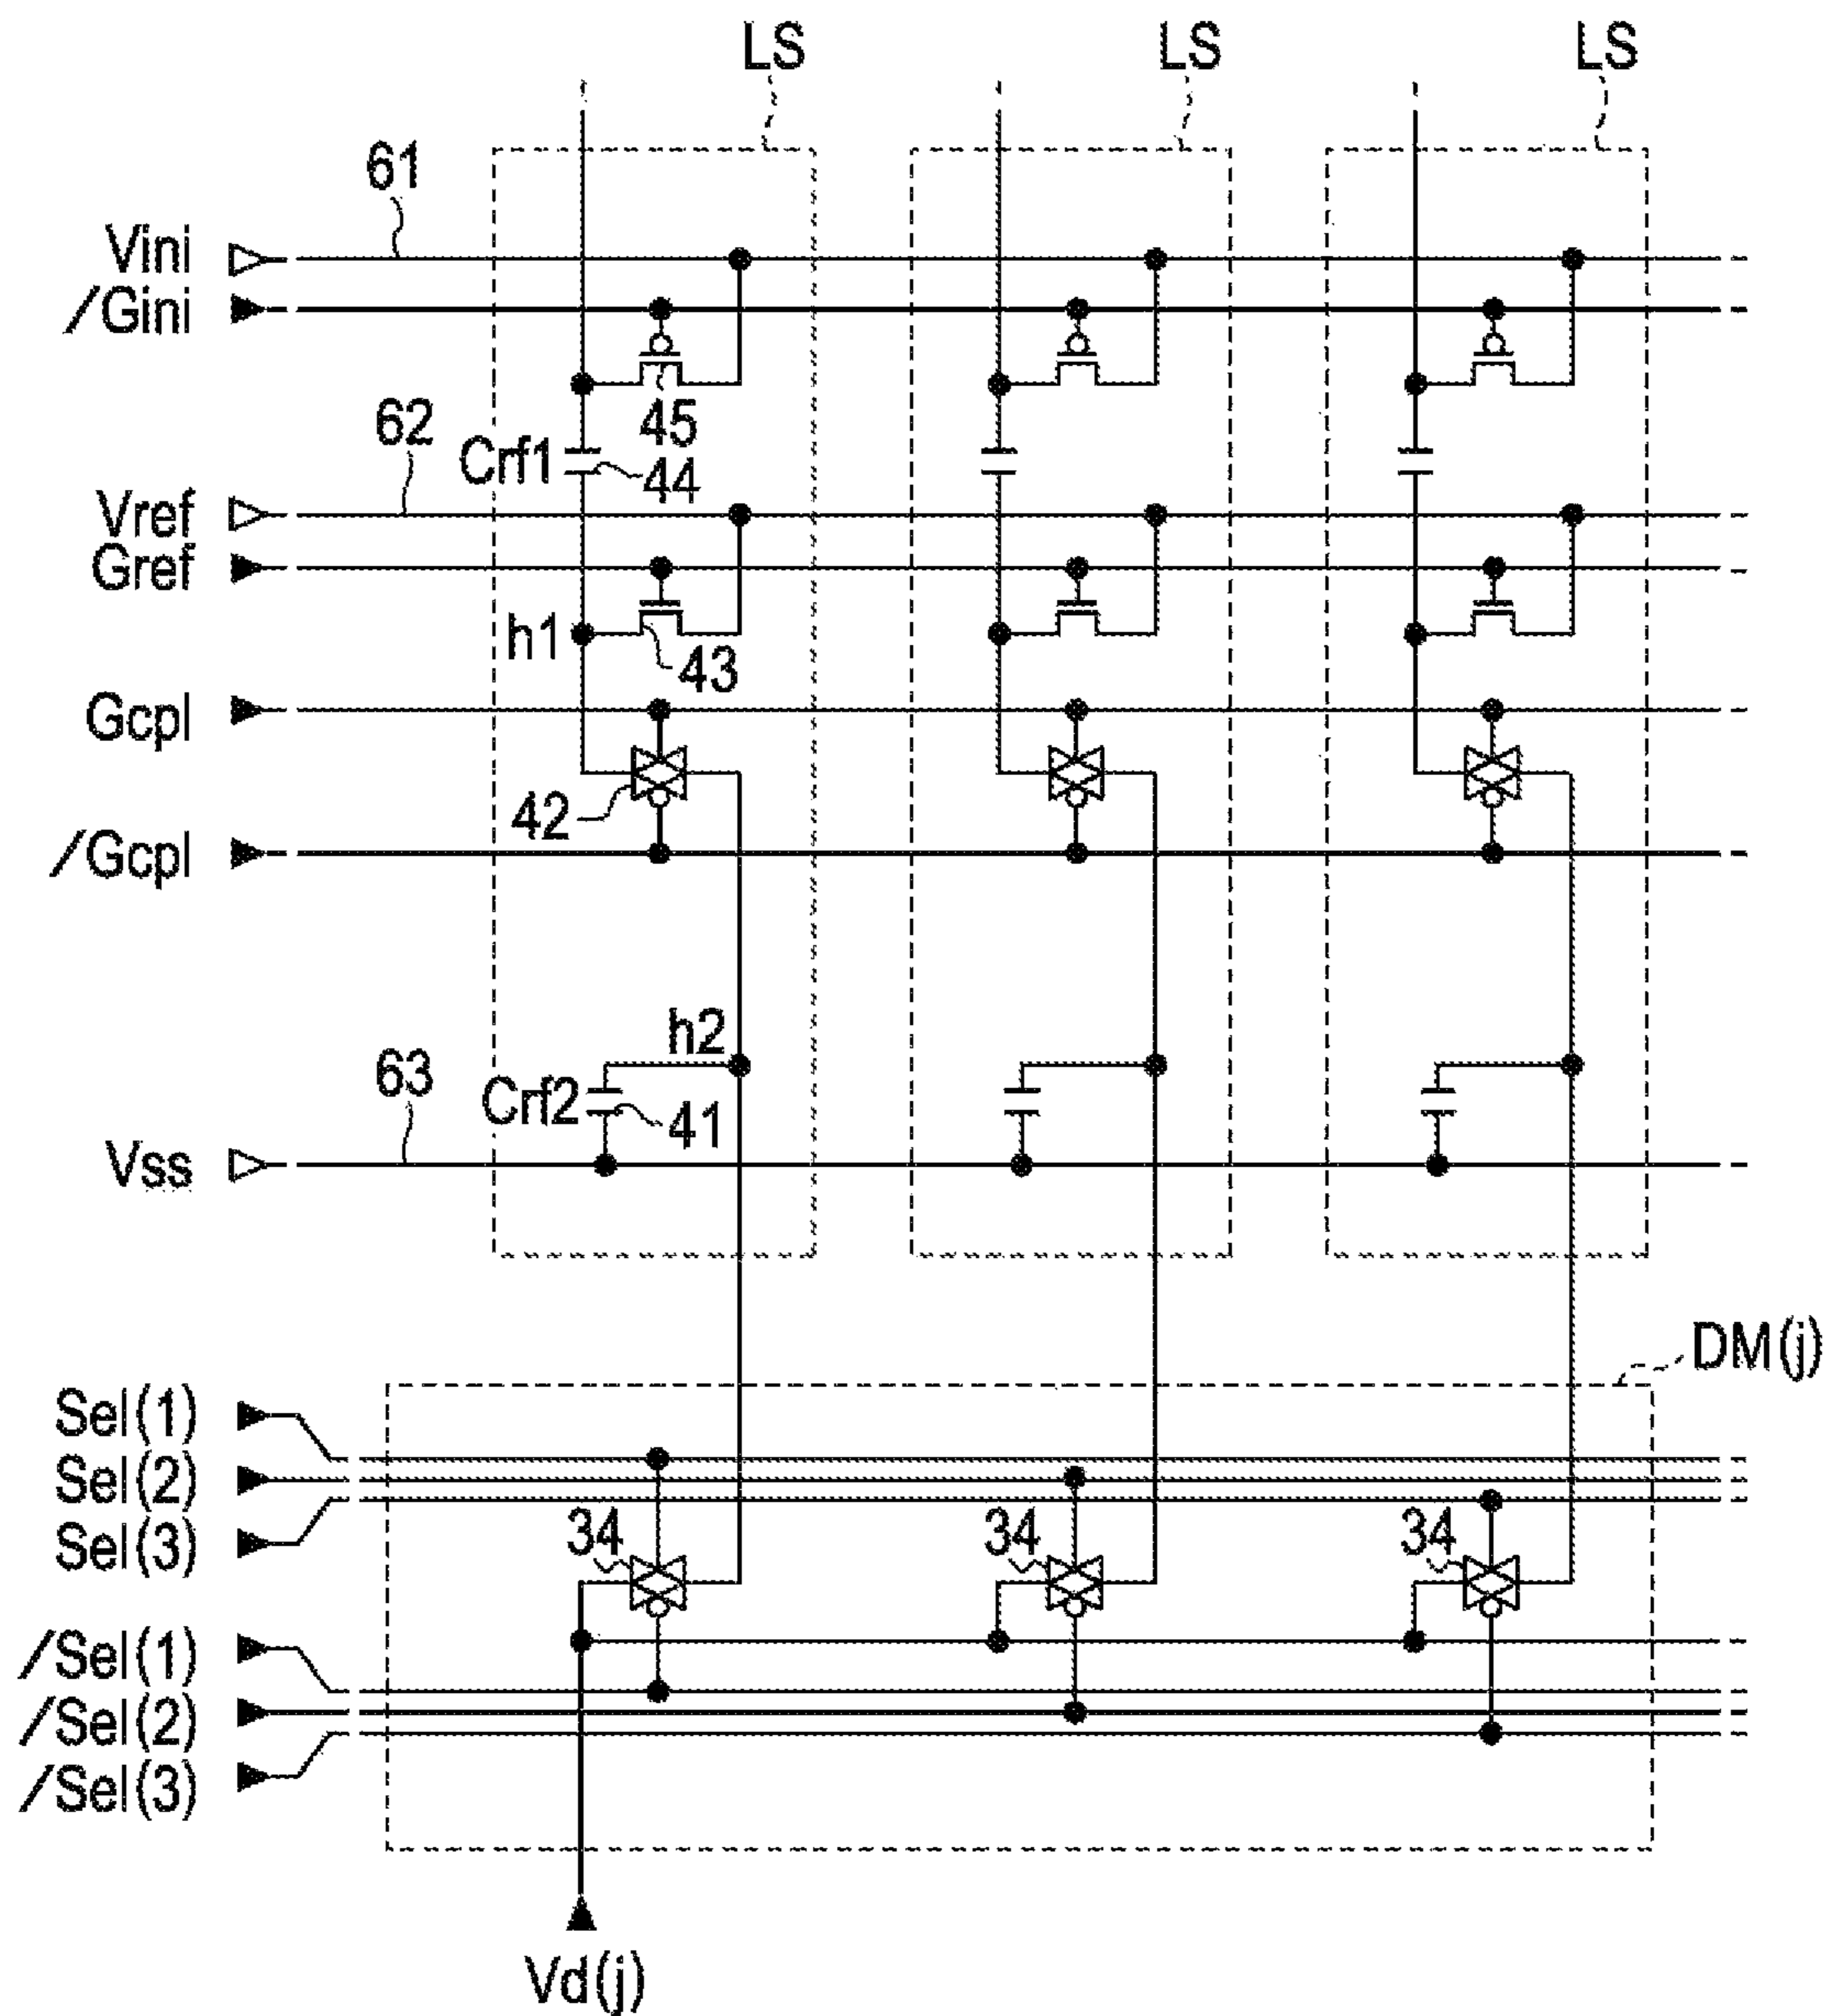 LS LS LS
61
Vini
/Gini
45
62
Crf1 44
Vref
Gref
h1 43
Gcpl
42
/Gcpl
h2
63 Crf2 41
Vss
DM(j)
Sel(1)
Sel(2)
Sel(3) 34 34 34
/Sel(1)
/Sel(2)
/Sel(3)
Vd(j)